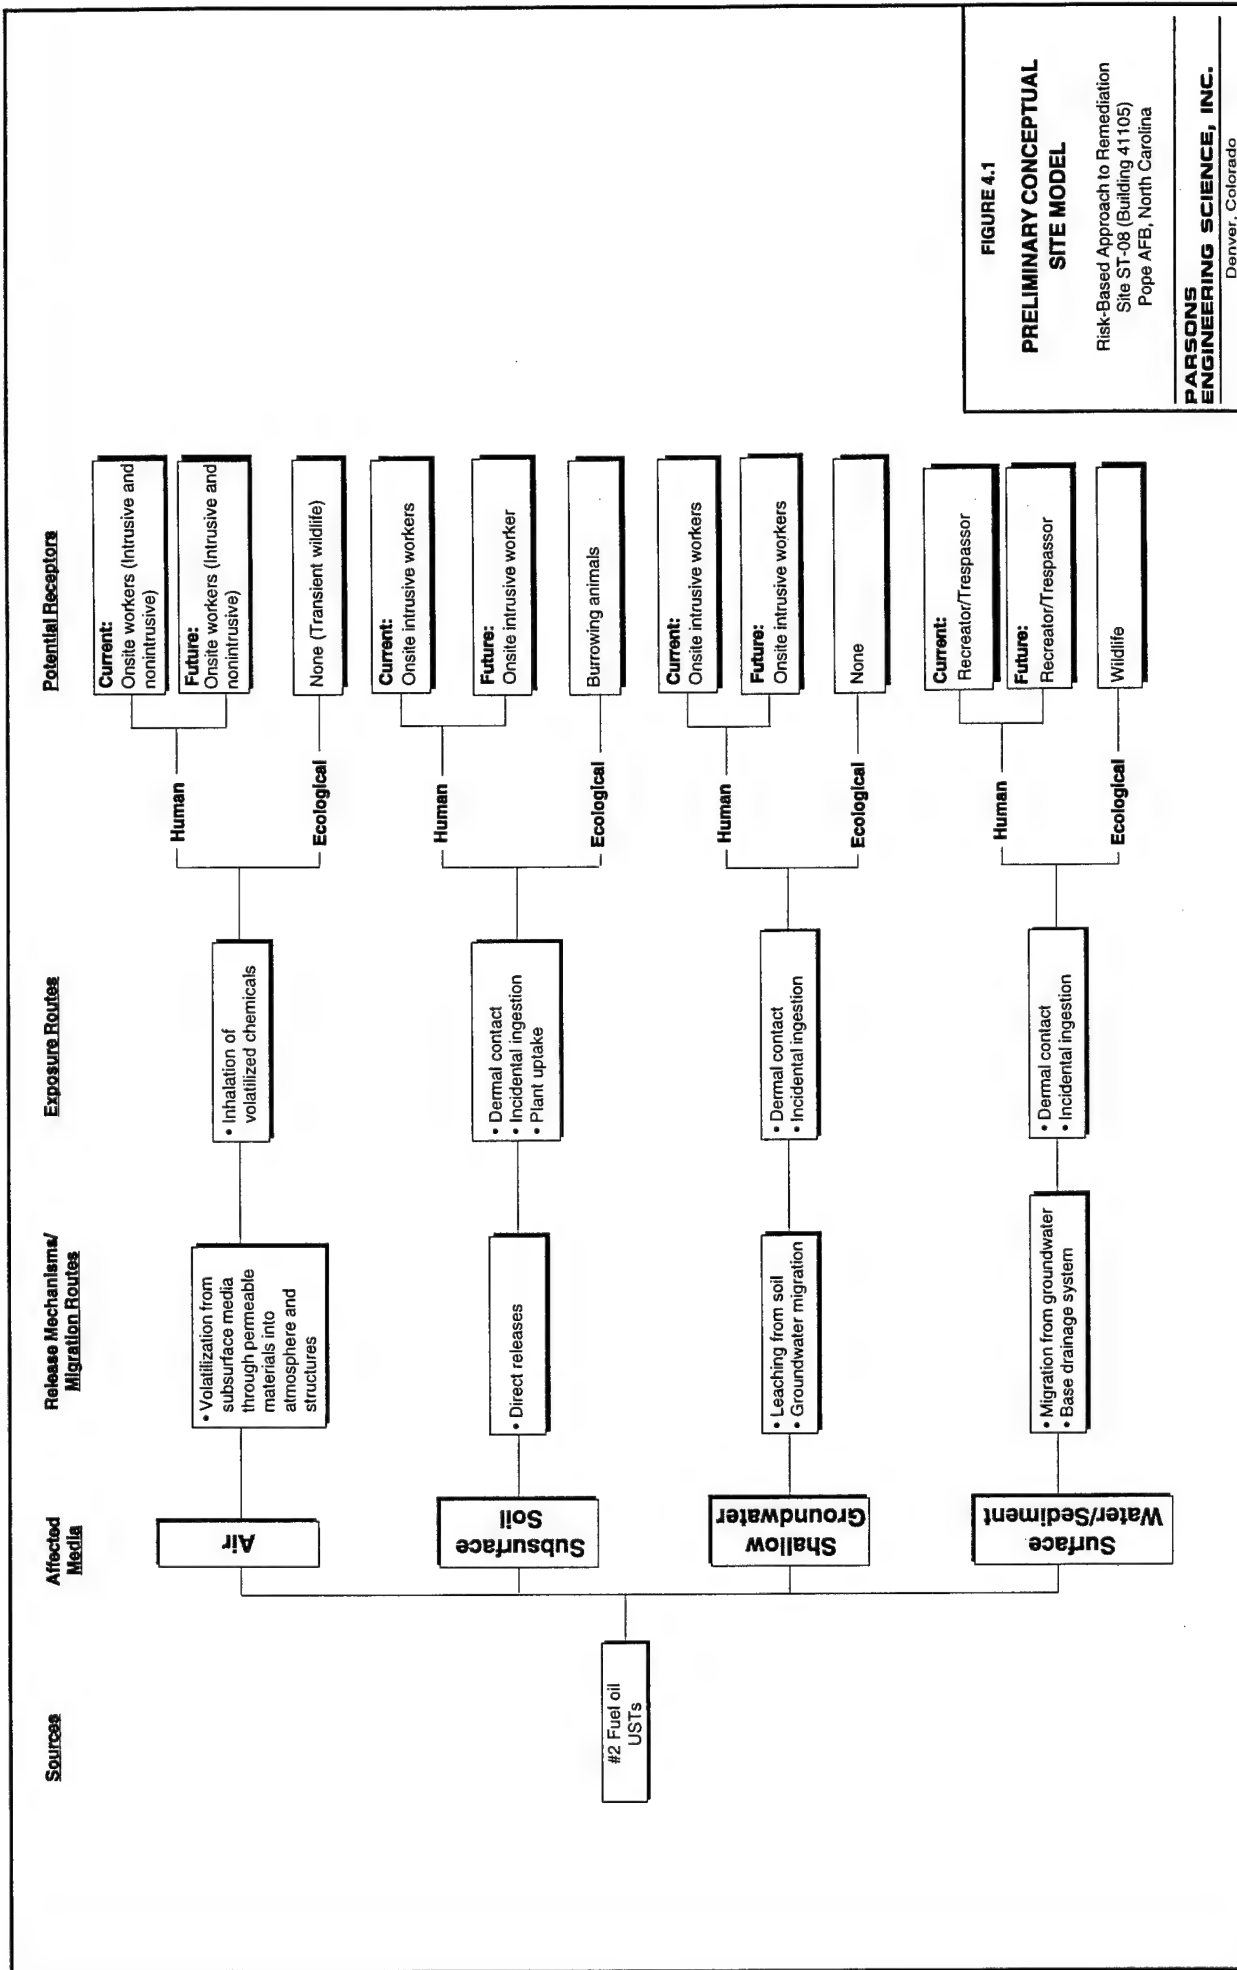 Sources
Affected
Media
Release Mechanisms/
Migration Routes
Exposure Routes
Potential Receptors
#2 Fuel oil
USTs
Air
• Volatilization from
subsurface media
through permeable
materials into
atmosphere and
structures
• Inhalation of
volatilized chemicals
Human
Current:
Onsite workers (Intrusive and
nonintrusive)
Future:
Onsite workers (Intrusive and
nonintrusive)
Ecological
None (Transient wildlife)
Subsurface
Soil
• Direct releases
• Dermal contact
• Incidental ingestion
• Plant uptake
Human
Current:
Onsite intrusive workers
Future:
Onsite intrusive worker
Ecological
Burrowing animals
Shallow
Groundwater
• Leaching from soil
• Groundwater migration
• Dermal contact
• Incidental ingestion
Human
Current:
Onsite intrusive workers
Future:
Onsite intrusive workers
Ecological
None
Surface
Water/Sediment
• Migration from groundwater
• Base drainage system
• Dermal contact
• Incidental ingestion
Human
Current:
Recreator/Trespassor
Future:
Recreator/Trespassor
Ecological
Wildlife
FIGURE 4.1
PRELIMINARY CONCEPTUAL
SITE MODEL
Risk-Based Approach to Remediation
Site ST-08 (Building 41105)
Pope AFB, North Carolina
PARSONS
ENGINEERING SCIENCE, INC.
Denver, Colorado